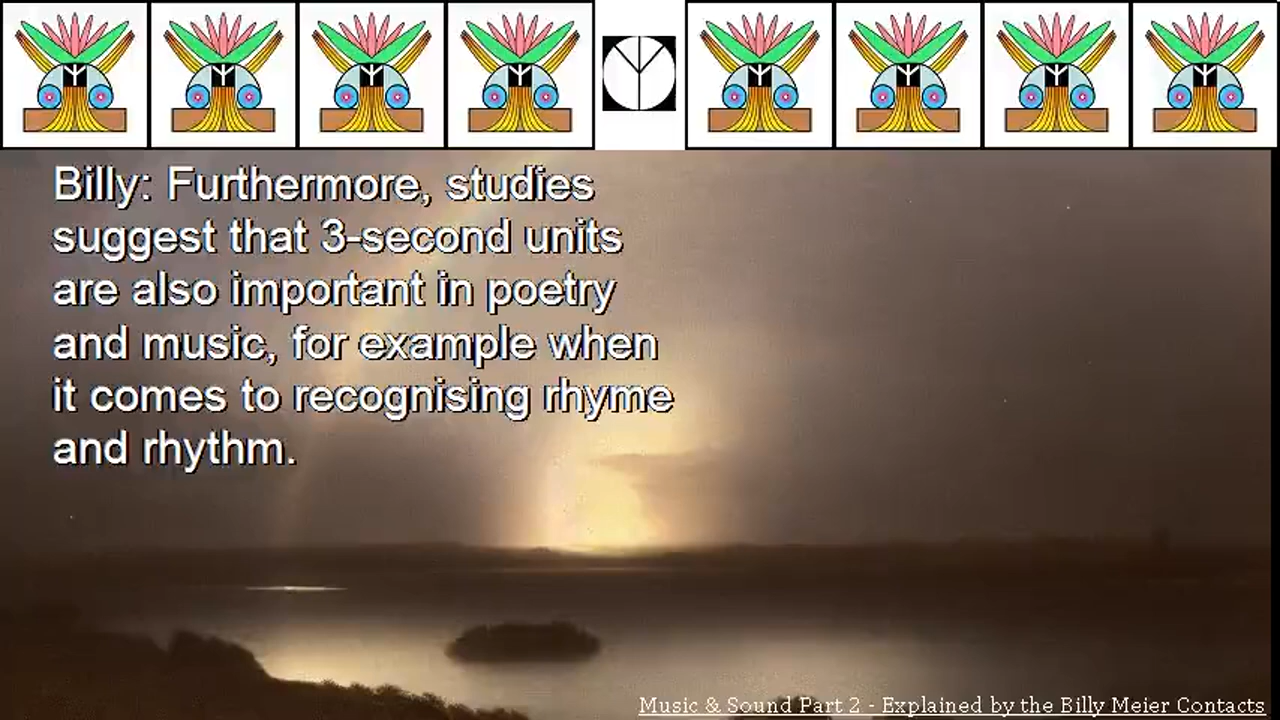 Billy: Furthermore, studies
suggest that 3-second units
are also important in poetry
and music, for example when
it comes to recognising rhyme
and rhythm.
Music & Sound Part 2 - Explained by the Billy Meier Contacts